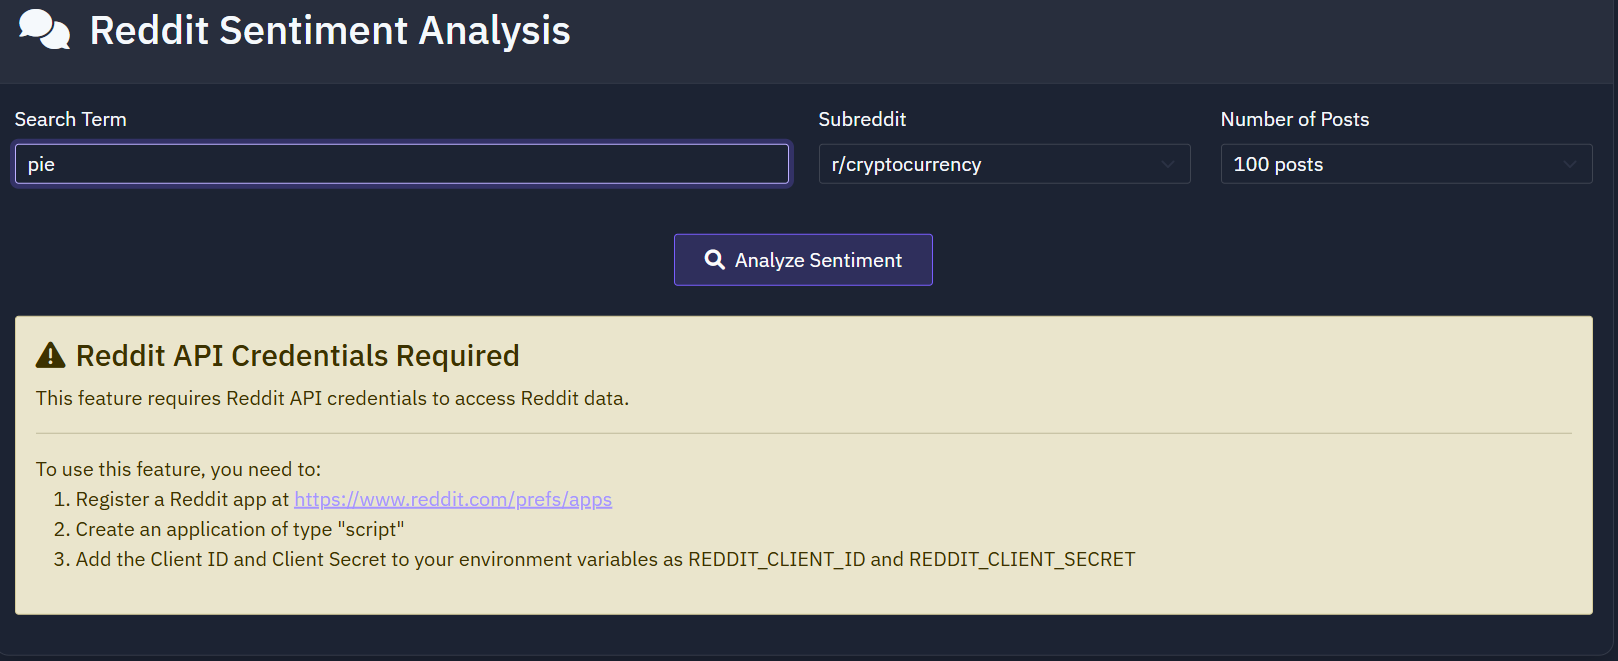 Reddit Sentiment Analysis
Search Term
Subreddit
Number of Posts
pie
r/cryptocurrency
100 posts
Analyze Sentiment
Reddit API Credentials Required
This feature requires Reddit API credentials to access Reddit data.
To use this feature, you need to:
1. Register a Reddit app at https://www.reddit.com/prefs/apps
2. Create an application of type "script"
3. Add the Client ID and Client Secret to your environment variables as REDDIT_CLIENT_ID and REDDIT_CLIENT_SECRET